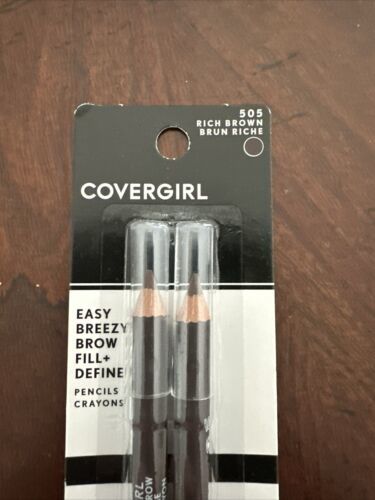 505
RICH BROWN
BRUN RICHE
COVERGIRL
EASY
BREEZY
BROW
FILL+
DEFINE
PENCILS
CRAYONS